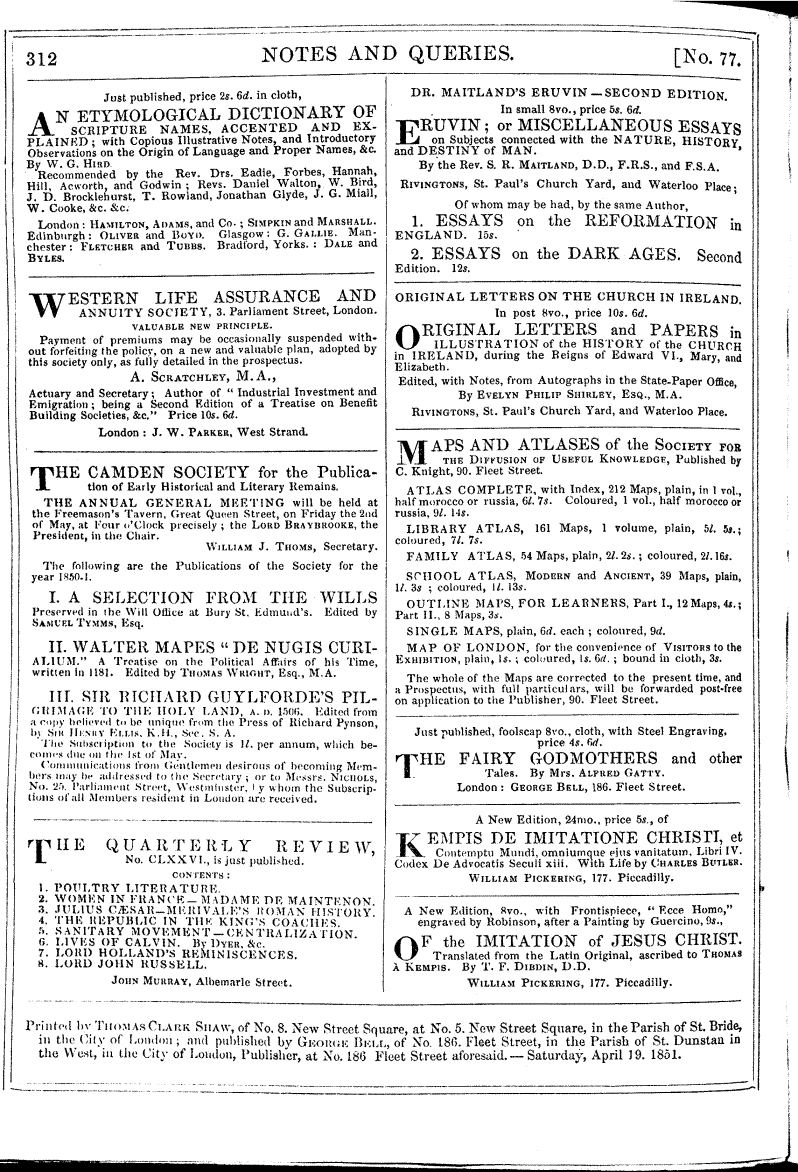 312
NOTES AND QUERIES.
[No. 77.
Just published, price 2s. 6d. in cloth,
AN ETYMOLOGICAL DICTIONARY OF
SCRIPTURE NAMES, ACCENTED AND EX-
PLAINED; with Copious Illustrative Notes, and Introductory
Observations on the Origin of Language and Proper Names, &c.
By W. G. HIRD.
Recommended by the Rev. Drs. Eadie, Forbes, Hannah,
Hill, Acworth, and Godwin; Revs. Daniel Walton, W. Bird,
J. D. Brocklehurst, T. Rowland, Jonathan Glyde, J. G. Miall,
W. Cooke, &c. &c.
London: HAMILTON, ADAMS, and Co.; SIMPKIN and MARSHALL.
Edinburgh: OLIVER and BOYD. Glasgow: G. GALLIE. Man-
chester: FLETCHER and TUBBS. Bradford, Yorks.: DALE and
BYLES.
WESTERN LIFE ASSURANCE AND
ANNUITY SOCIETY, 3. Parliament Street, London.
VALUABLE NEW PRINCIPLE.
Payment of premiums may be occasionally suspended with-
out forfeiting the policy, on a new and valuable plan, adopted by
this society only, as fully detailed in the prospectus.
A. SCRATCHLEY, M.A.,
Actuary and Secretary; Author of "Industrial Investment and
Emigration; being a Second Edition of a Treatise on Benefit
Building Societies, &c." Price 10s. 6d.
London: J. W. PARKER, West Strand.
THE CAMDEN SOCIETY for the Publica-
tion of Early Historical and Literary Remains.
THE ANNUAL GENERAL MEETING will be held at
the Freemason's Tavern, Great Queen Street, on Friday the 2nd
of May, at Four o'Clock precisely; the LORD BRAYBROOKE, the
President, in the Chair.
WILLIAM J. THOMS, Secretary.
The following are the Publications of the Society for the
year 1850-1.
I. A SELECTION FROM THE WILLS
Preserved in the Will Office at Bury St. Edmund's. Edited by
SAMUEL TYMMS, Esq.
II. WALTER MAPES "DE NUGIS CURI-
ALIUM." A Treatise on the Political Affairs of his Time,
written in 1181. Edited by THOMAS WRIGHT, Esq., M.A.
III. SIR RICHARD GUYLFORDE'S PIL-
GRIMAGE TO THE HOLY LAND, A.D. 1506. Edited from
a copy believed to be unique from the Press of Richard Pynson,
by SIR HENRY ELLIS, K.H., Sec. S. A.
The Subscription to the Society is 1l. per annum, which be-
comes due on the 1st of May.
Communications from Gentlemen desirous of becoming Mem-
bers may be addressed to the Secretary; or to Messrs. NICHOLS,
No. 25. Parliament Street, Westminster, by whom the Subscrip-
tions of all Members resident in London are received.
THE QUARTERLY REVIEW,
No. CLXXVI., is just published.
CONTENTS:
1. POULTRY LITERATURE.
2. WOMEN IN FRANCE—MADAME DE MAINTENON.
3. JULIUS CÆSAR—MERIVALE'S ROMAN HISTORY.
4. THE REPUBLIC IN THE KING'S COACHES.
5. SANITARY MOVEMENT—CENTRALIZATION.
6. LIVES OF CALVIN. By DYER, &c.
7. LORD HOLLAND'S REMINISCENCES.
8. LORD JOHN RUSSELL.
JOHN MURRAY, Albemarle Street.
DR. MAITLAND'S ERUVIN—SECOND EDITION.
In small 8vo., price 5s. 6d.
ERUVIN; or MISCELLANEOUS ESSAYS
on Subjects connected with the NATURE, HISTORY,
and DESTINY of MAN.
By the Rev. S. R. MAITLAND, D.D., F.R.S., and F.S.A.
RIVINGTONS, St. Paul's Church Yard, and Waterloo Place;
Of whom may be had, by the same Author,
1. ESSAYS on the REFORMATION in
ENGLAND. 15s.
2. ESSAYS on the DARK AGES. Second
Edition. 12s.
ORIGINAL LETTERS ON THE CHURCH IN IRELAND.
In post 8vo., price 10s. 6d.
ORIGINAL LETTERS and PAPERS in
ILLUSTRATION of the HISTORY of the CHURCH
in IRELAND, during the Reigns of Edward VI., Mary, and
Elizabeth.
Edited, with Notes, from Autographs in the State-Paper Office,
By EVELYN PHILIP SHIRLEY, ESQ., M.A.
RIVINGTONS, St. Paul's Church Yard, and Waterloo Place.
MAPS AND ATLASES of the SOCIETY FOR
THE DIFFUSION OF USEFUL KNOWLEDGE, Published by
C. Knight, 90. Fleet Street.
ATLAS COMPLETE, with Index, 212 Maps, plain, in 1 vol.,
half morocco or russia, 6l. 7s. Coloured, 1 vol., half morocco or
russia, 9l. 14s.
LIBRARY ATLAS, 161 Maps, 1 volume, plain, 5l. 5s.;
coloured, 7l. 7s.
FAMILY ATLAS, 54 Maps, plain, 2l. 2s.; coloured, 2l. 16s.
SCHOOL ATLAS, MODERN and ANCIENT, 39 Maps, plain,
1l. 3s; coloured, 1l. 13s.
OUTLINE MAPS, FOR LEARNERS, Part I., 12 Maps, 4s.;
Part II., 8 Maps, 3s.
SINGLE MAPS, plain, 6d. each; coloured, 9d.
MAP OF LONDON, for the convenience of VISITORS to the
EXHIBITION, plain, 1s.; coloured, 1s. 6d.; bound in cloth, 3s.
The whole of the Maps are corrected to the present time, and
a Prospectus, with full particulars, will be forwarded post-free
on application to the Publisher, 90. Fleet Street.
Just published, foolscap 8vo., cloth, with Steel Engraving,
price 4s. 6d.
THE FAIRY GODMOTHERS and other
Tales. By Mrs. ALFRED GATTY.
London: GEORGE BELL, 186. Fleet Street.
A New Edition, 24mo., price 5s., of
KEMPIS DE IMITATIONE CHRISTI, et
Contemptu Mundi, omniumque ejus vanitatum, Libri IV.
Codex De Advocatis Seculi xiii. With Life by CHARLES BUTLER.
WILLIAM PICKERING, 177. Piccadilly.
A New Edition, 8vo., with Frontispiece, "Ecce Homo,"
engraved by Robinson, after a Painting by Guercino, 9s.,
OF the IMITATION of JESUS CHRIST.
Translated from the Latin Original, ascribed to THOMAS
À KEMPIS. By T. F. DIBDIN, D.D.
WILLIAM PICKERING, 177. Piccadilly.
Printed by THOMAS CLARK SHAW, of No. 8. New Street Square, at No. 5. New Street Square, in the Parish of St. Bride,
in the City of London; and published by GEORGE BELL, of No. 186. Fleet Street, in the Parish of St. Dunstan in
the West, in the City of London, Publisher, at No. 186 Fleet Street aforesaid.—Saturday, April 19. 1851.